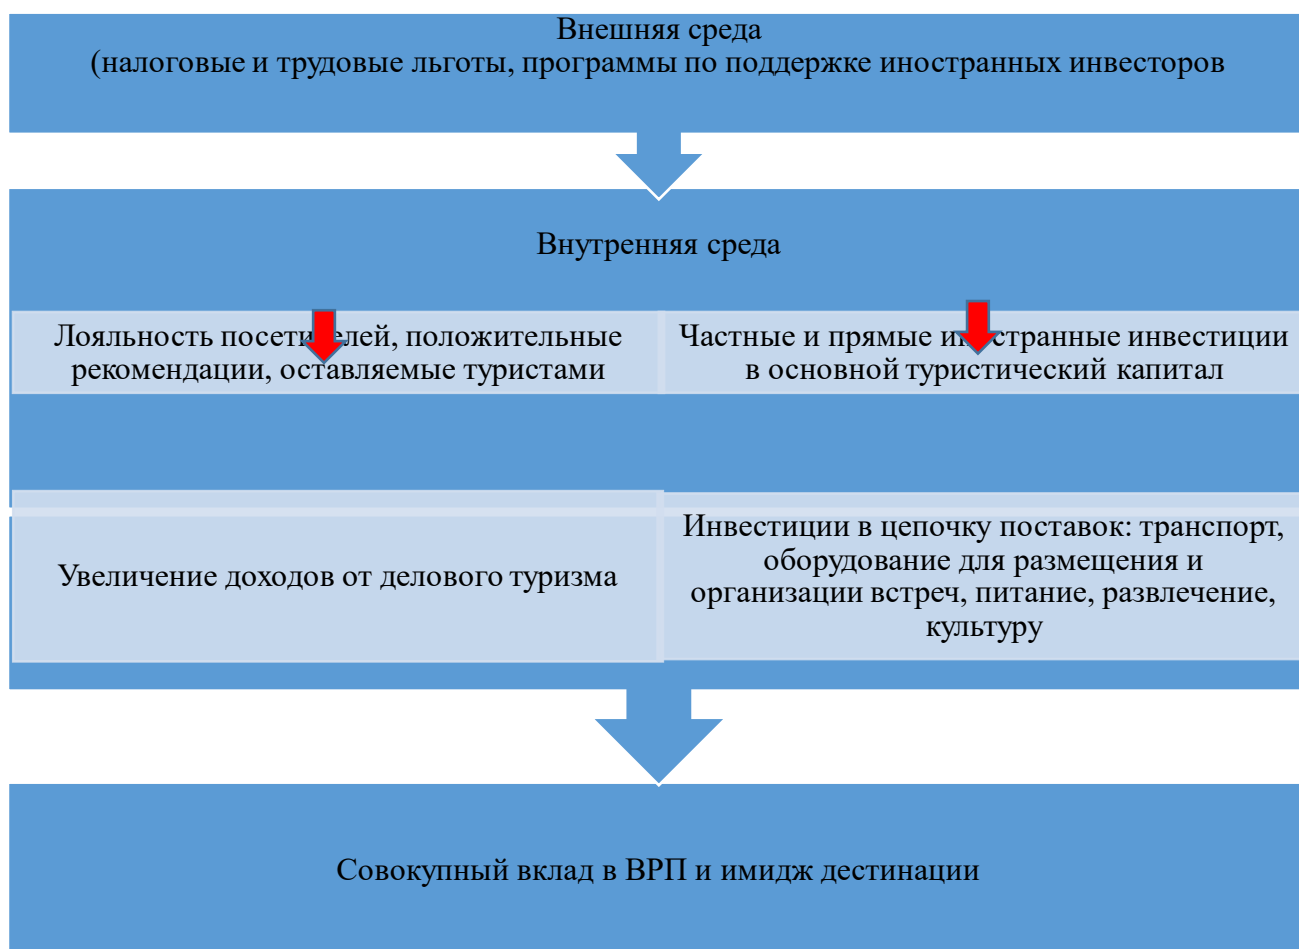 Внешняя среда
(налоговые и трудовые льготы, программы по поддержке иностранных инвесторов
Внутренняя среда
Лояльность посетителей, положительные
рекомендации, оставляемые туристами
Частные и прямые иностранные инвестиции
в основной туристический капитал
Увеличение доходов от делового туризма
Инвестиции в цепочку поставок: транспорт,
оборудование для размещения и
организации встреч, питание, развлечение,
культуру
Совокупный вклад в ВРП и имидж дестинации